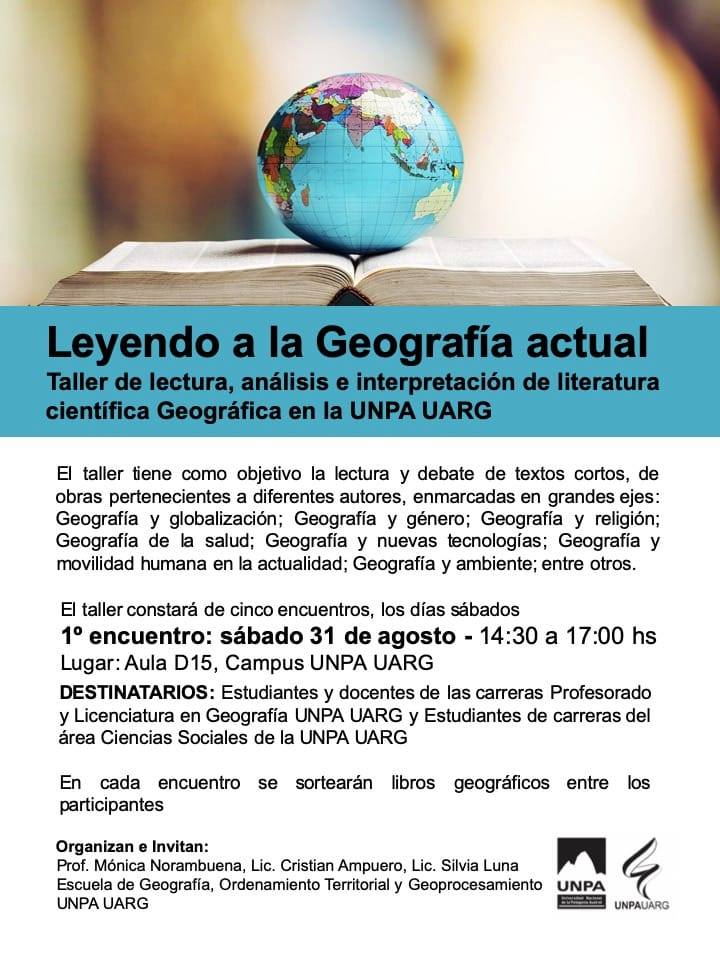 Leyendo a la Geografía actual
Taller de lectura, análisis e interpretación de literatura
científica Geográfica en la UNPA UARG
El taller tiene como objetivo la lectura y debate de textos cortos, de
obras pertenecientes a diferentes autores, enmarcadas en grandes ejes:
Geografía y globalización; Geografía y género; Geografía y religión;
Geografía de la salud; Geografía y nuevas tecnologías; Geografía y
movilidad humana en la actualidad; Geografía y ambiente; entre otros.
El taller constará de cinco encuentros, los días sábados
1º encuentro: sábado 31 de agosto - 14:30 a 17:00 hs
Lugar: Aula D15, Campus UNPA UARG
DESTINATARIOS: Estudiantes y docentes de las carreras Profesorado
y Licenciatura en Geografía UNPA UARG y Estudiantes de carreras del
área Ciencias Sociales de la UNPA UARG
En cada encuentro se sortearán libros geográficos entre los
participantes
Organizan e Invitan:
Prof. Mónica Norambuena, Lic. Cristian Ampuero, Lic. Silvia Luna
Escuela de Geografía, Ordenamiento Territorial y Geoprocesamiento
UNPA UARG
UNPA
Universidad Nacional
de la Patagonia Austral
UNPAUARG